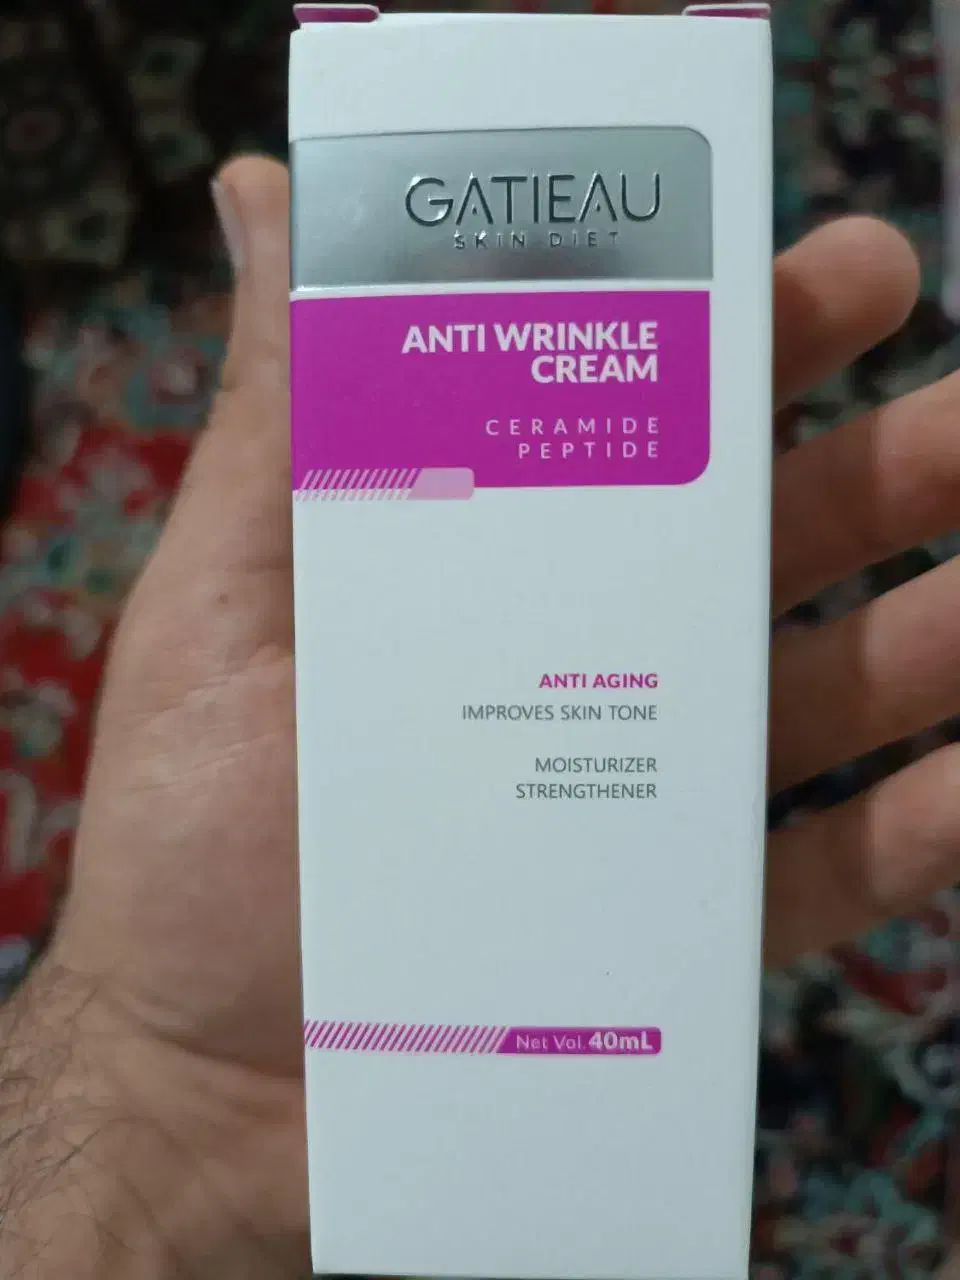 GATIEAU
SKIN DIET
ANTI WRINKLE
CREAM
CERAMIDE
PEPTIDE
ANTI AGING
IMPROVES SKIN TONE
MOISTURIZER
STRENGTHENER
Net Vol. 40mL